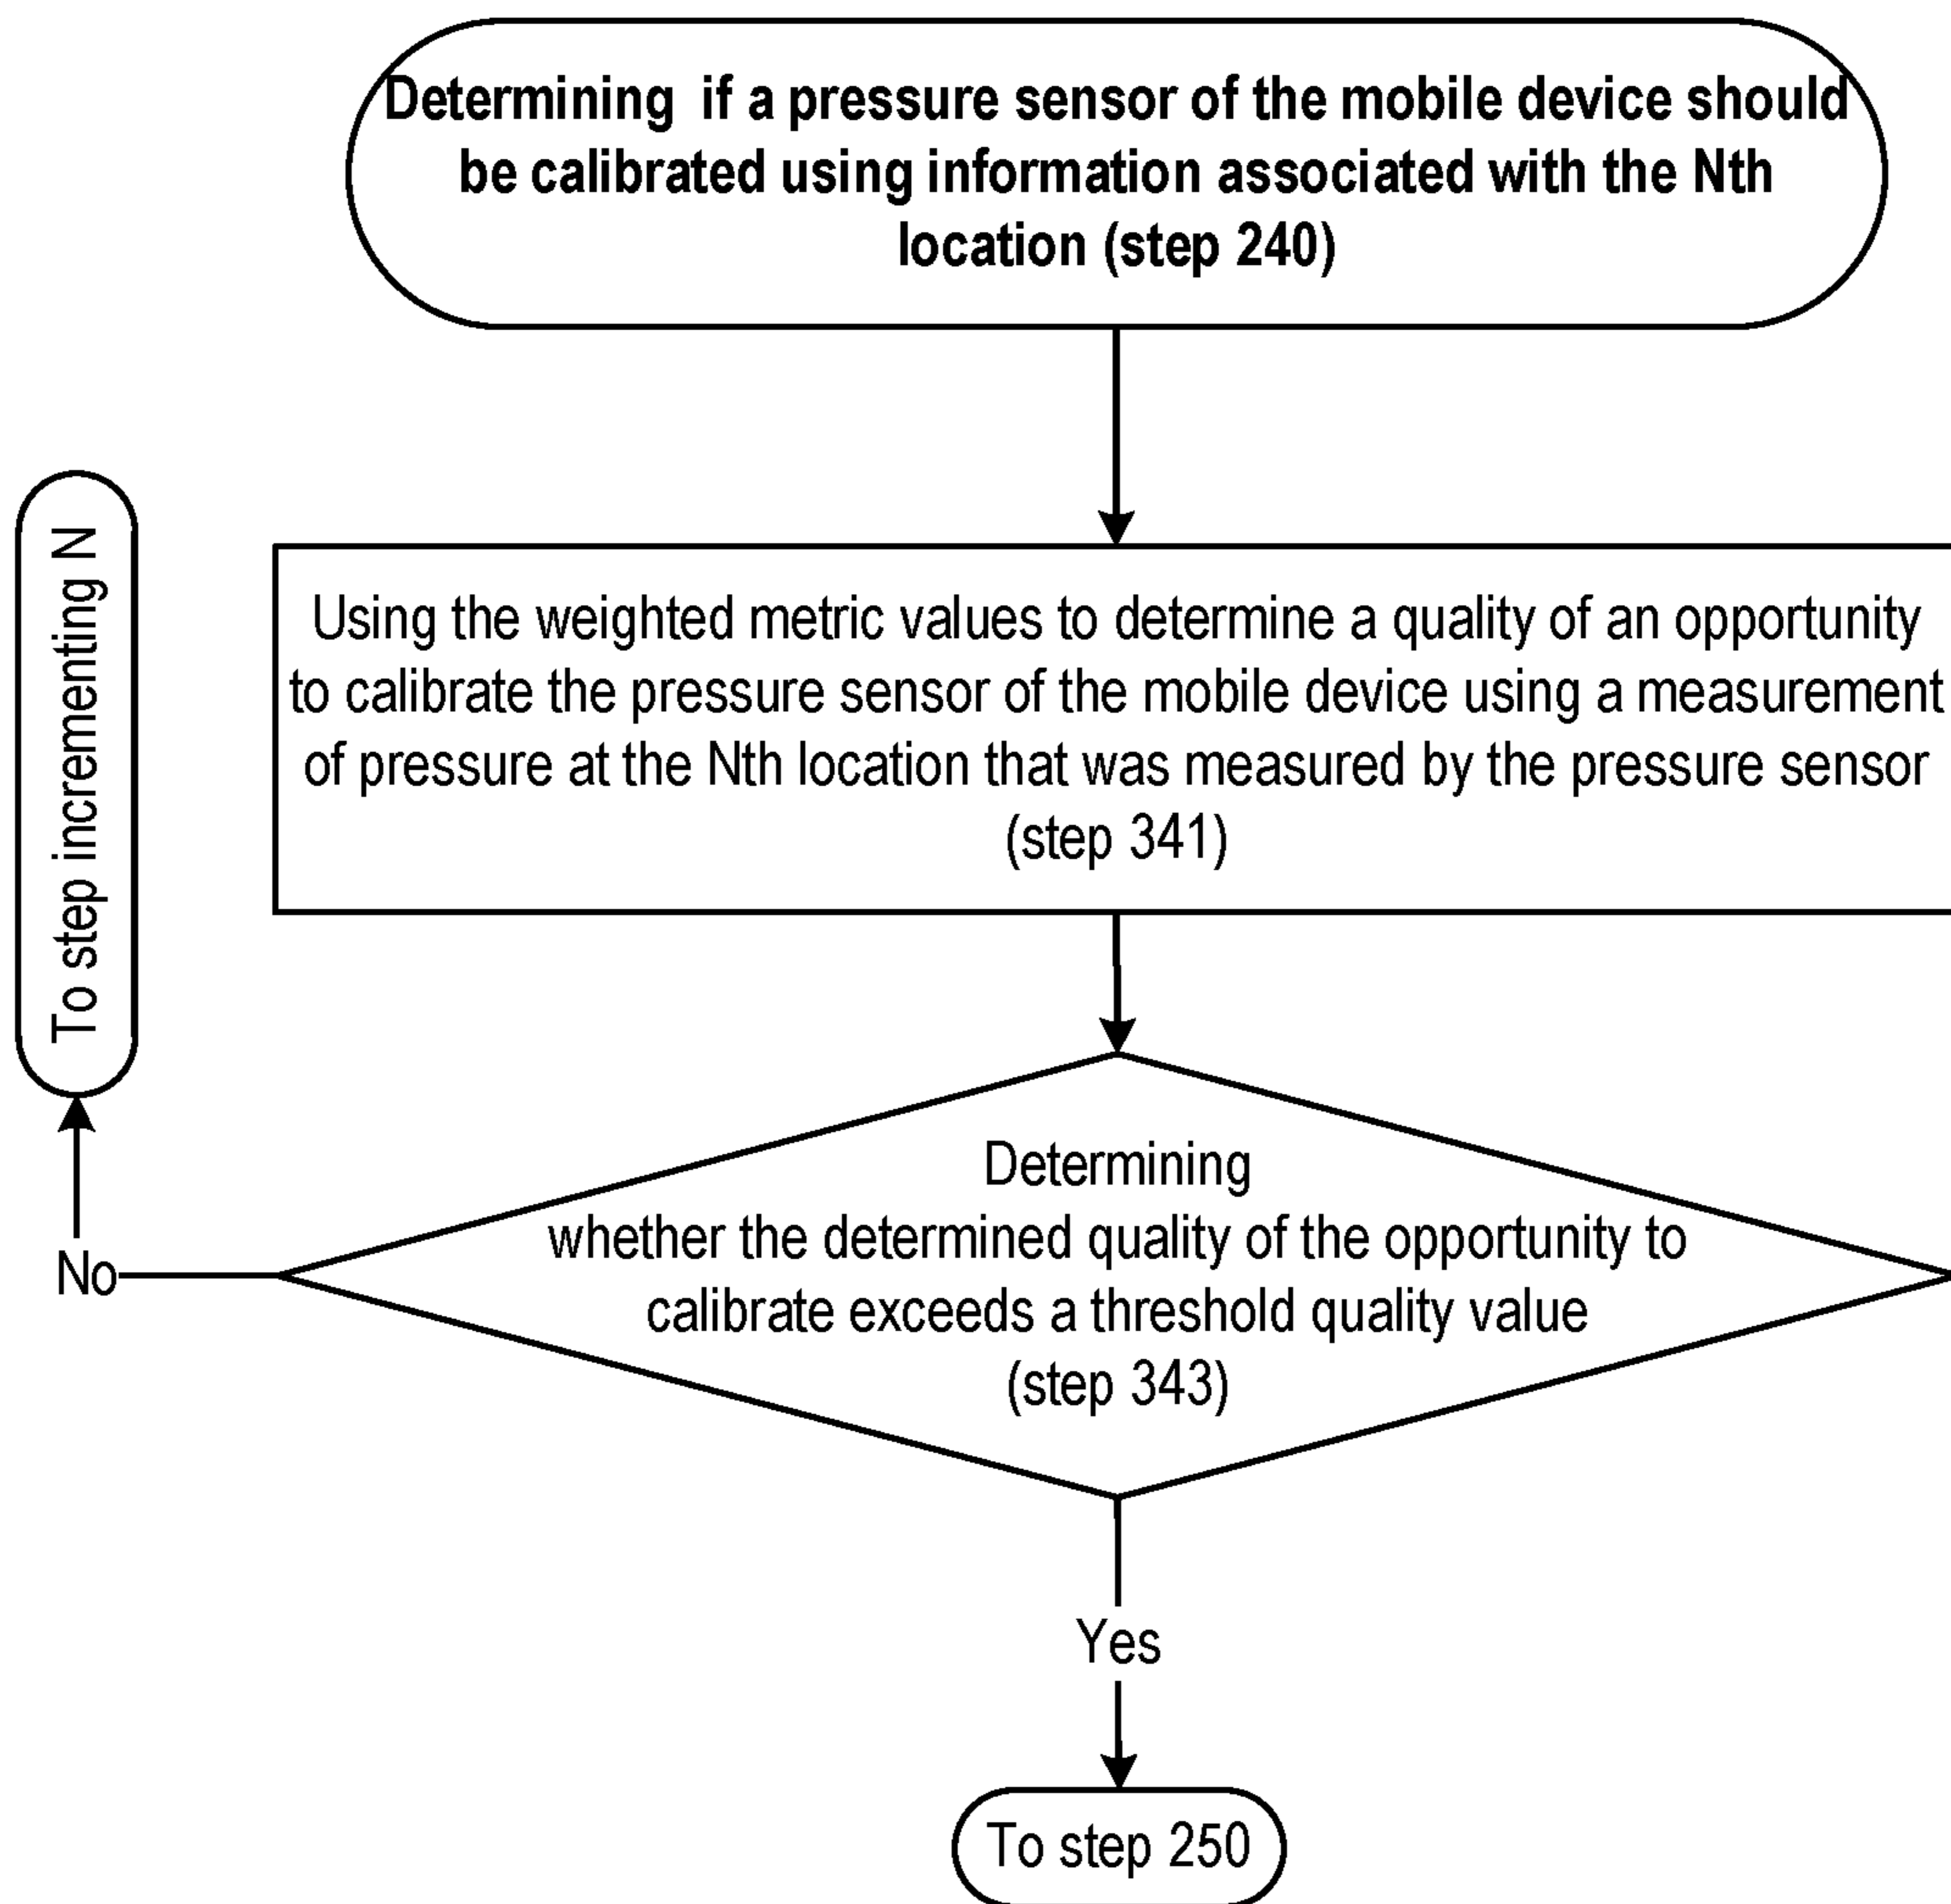 Determining if a pressure sensor of the mobile device should
be calibrated using information associated with the Nth
location (step 240)
To step incrementing N
Using the weighted metric values to determine a quality of an opportunity
to calibrate the pressure sensor of the mobile device using a measurement
of pressure at the Nth location that was measured by the pressure sensor
(step 341)
Determining
whether the determined quality of the opportunity to
calibrate exceeds a threshold quality value
(step 343)
No
Yes
To step 250